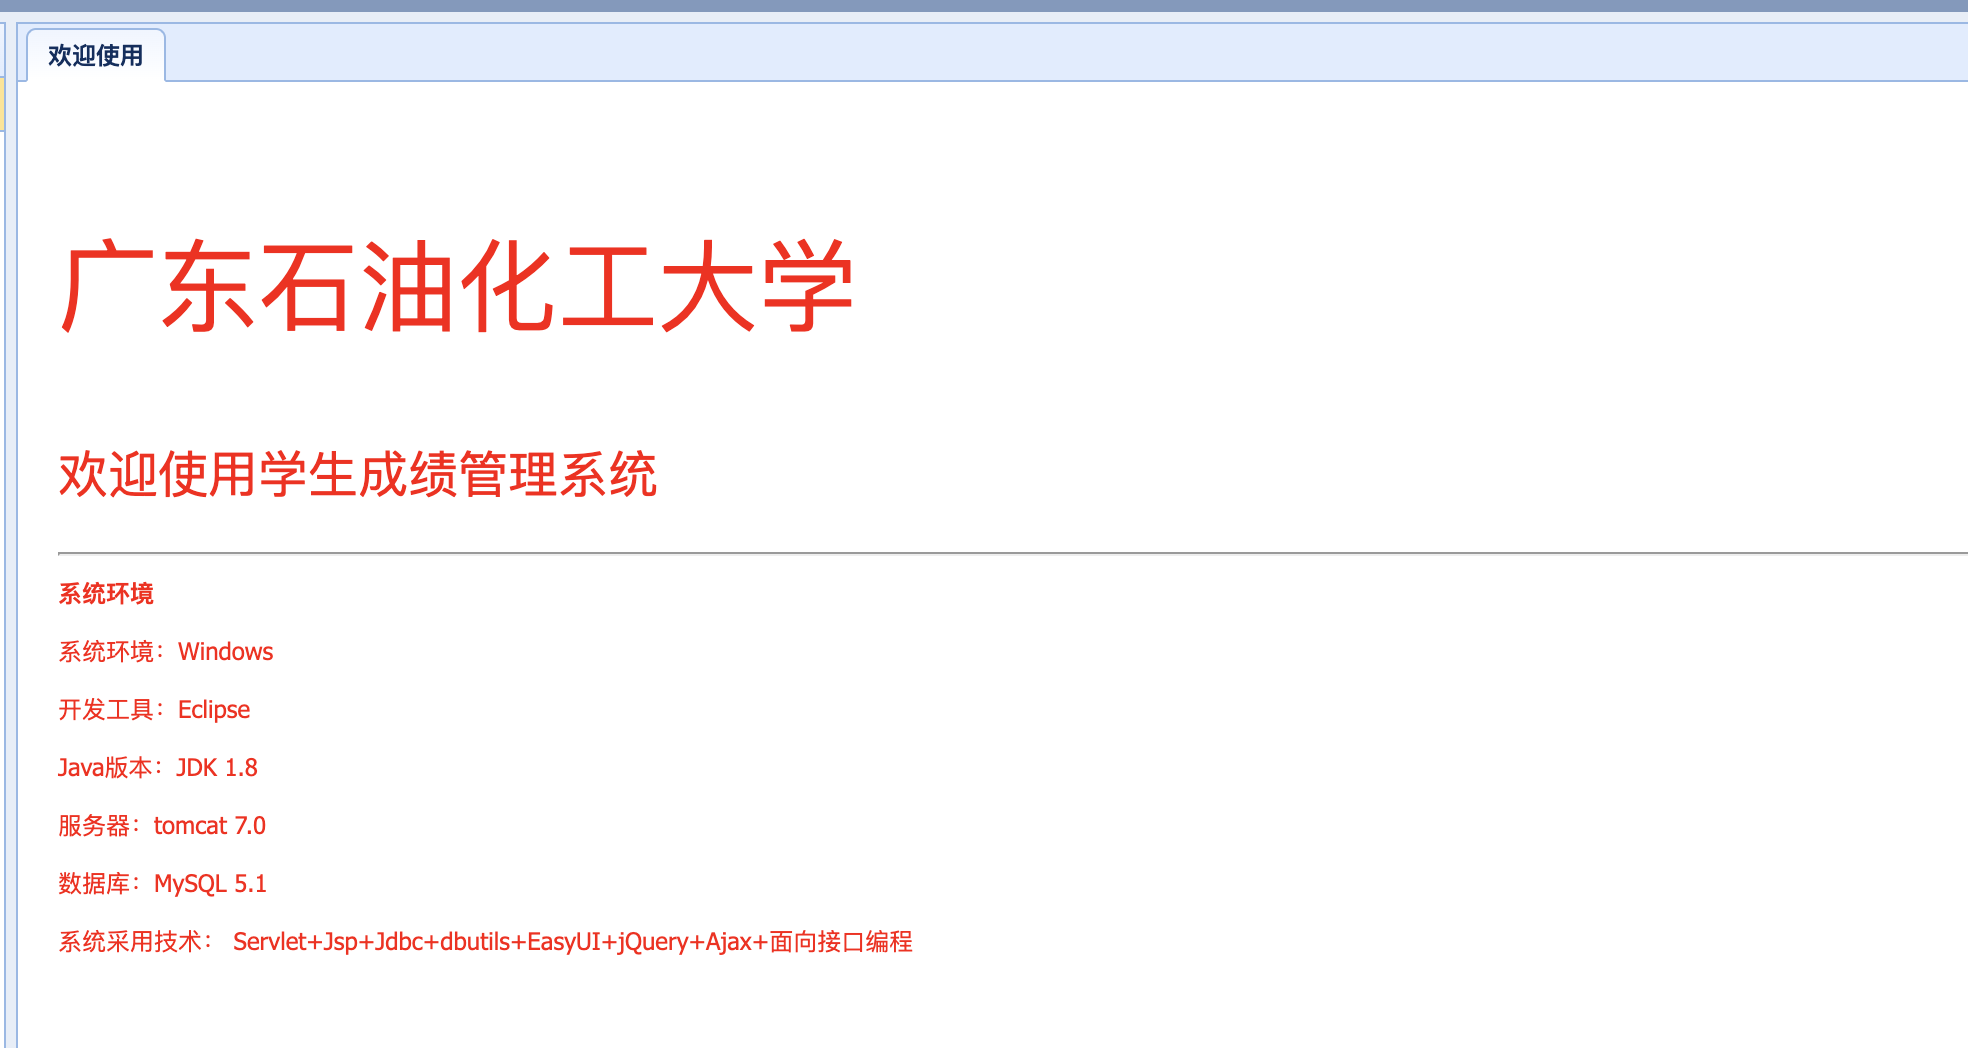 欢迎使用
广东石油化工大学
欢迎使用学生成绩管理系统
系统环境
系统环境：Windows
开发工具：Eclipse
Java版本：JDK 1.8
服务器：tomcat 7.0
数据库：MySQL 5.1
系统采用技术： Servlet+Jsp+Jdbc+dbutils+EasyUI+jQuery+Ajax+面向接口编程